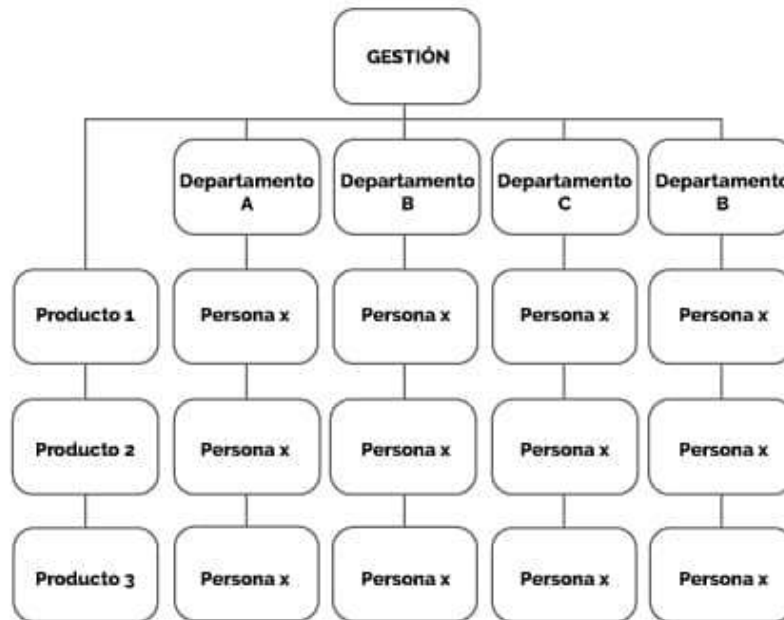 GESTIÓN
Departamento
A
Departamento
B
Departamento
C
Departamento
B
Producto 1
Persona x
Persona x
Persona x
Persona x
Producto 2
Persona x
Persona x
Persona x
Persona x
Producto 3
Persona x
Persona x
Persona x
Persona x